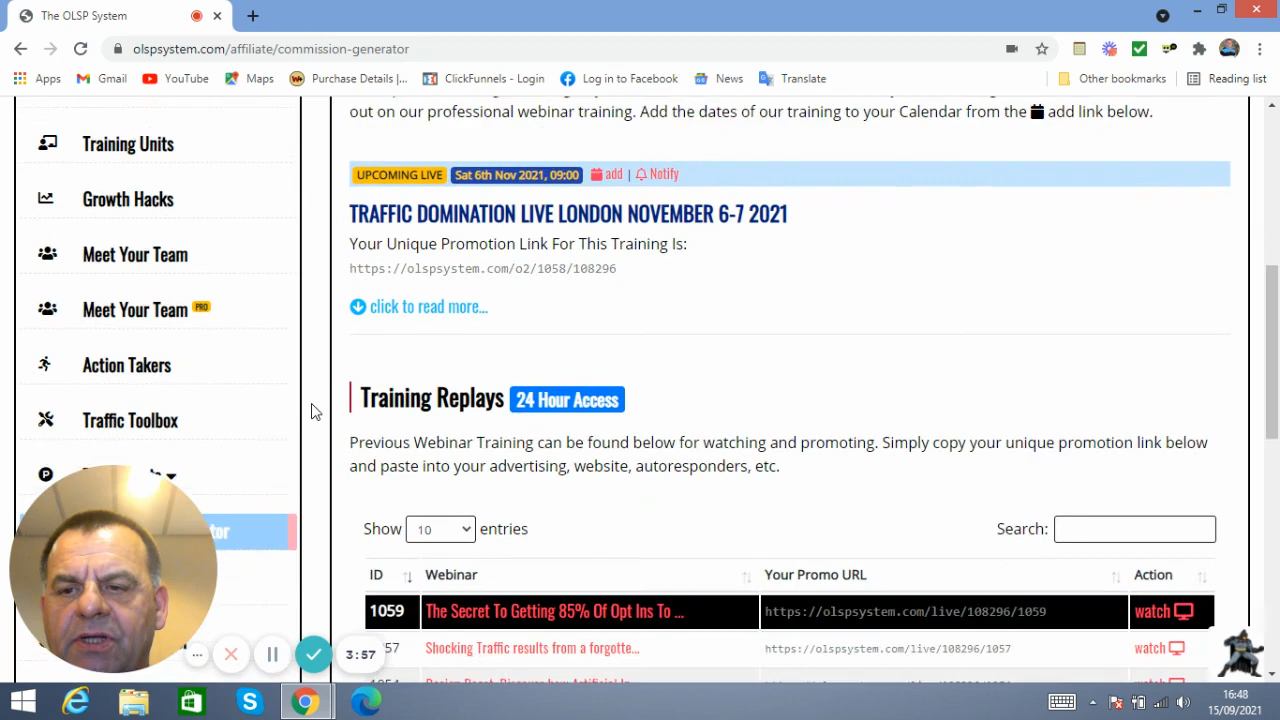 The OLSP System
olspsystem.com/affiliate/commission-generator
Apps Gmail YouTube Maps Purchase Details |... ClickFunnels - Login Log in to Facebook News Translate Other bookmarks Reading list
out on our professional webinar training. Add the dates of our training to your Calendar from the add link below.
Training Units
UPCOMING LIVE Sat 6th Nov 2021, 09:00 add | Notify
Growth Hacks
TRAFFIC DOMINATION LIVE LONDON NOVEMBER 6-7 2021
Your Unique Promotion Link For This Training Is:
Meet Your Team
https://olspsystem.com/o2/1058/108296
Meet Your Team PRO
click to read more...
Action Takers
Training Replays 24 Hour Access
Traffic Toolbox
Previous Webinar Training can be found below for watching and promoting. Simply copy your unique promotion link below
and paste into your advertising, website, autoresponders, etc.
Show 10 entries Search:
ID Webinar Your Promo URL Action
1059 The Secret To Getting 85% Of Opt Ins To ... https://olspsystem.com/live/108296/1059 watch
57 Shocking Traffic results from a forgotte... https://olspsystem.com/live/108296/1057 watch
3:57
16:48
15/09/2021